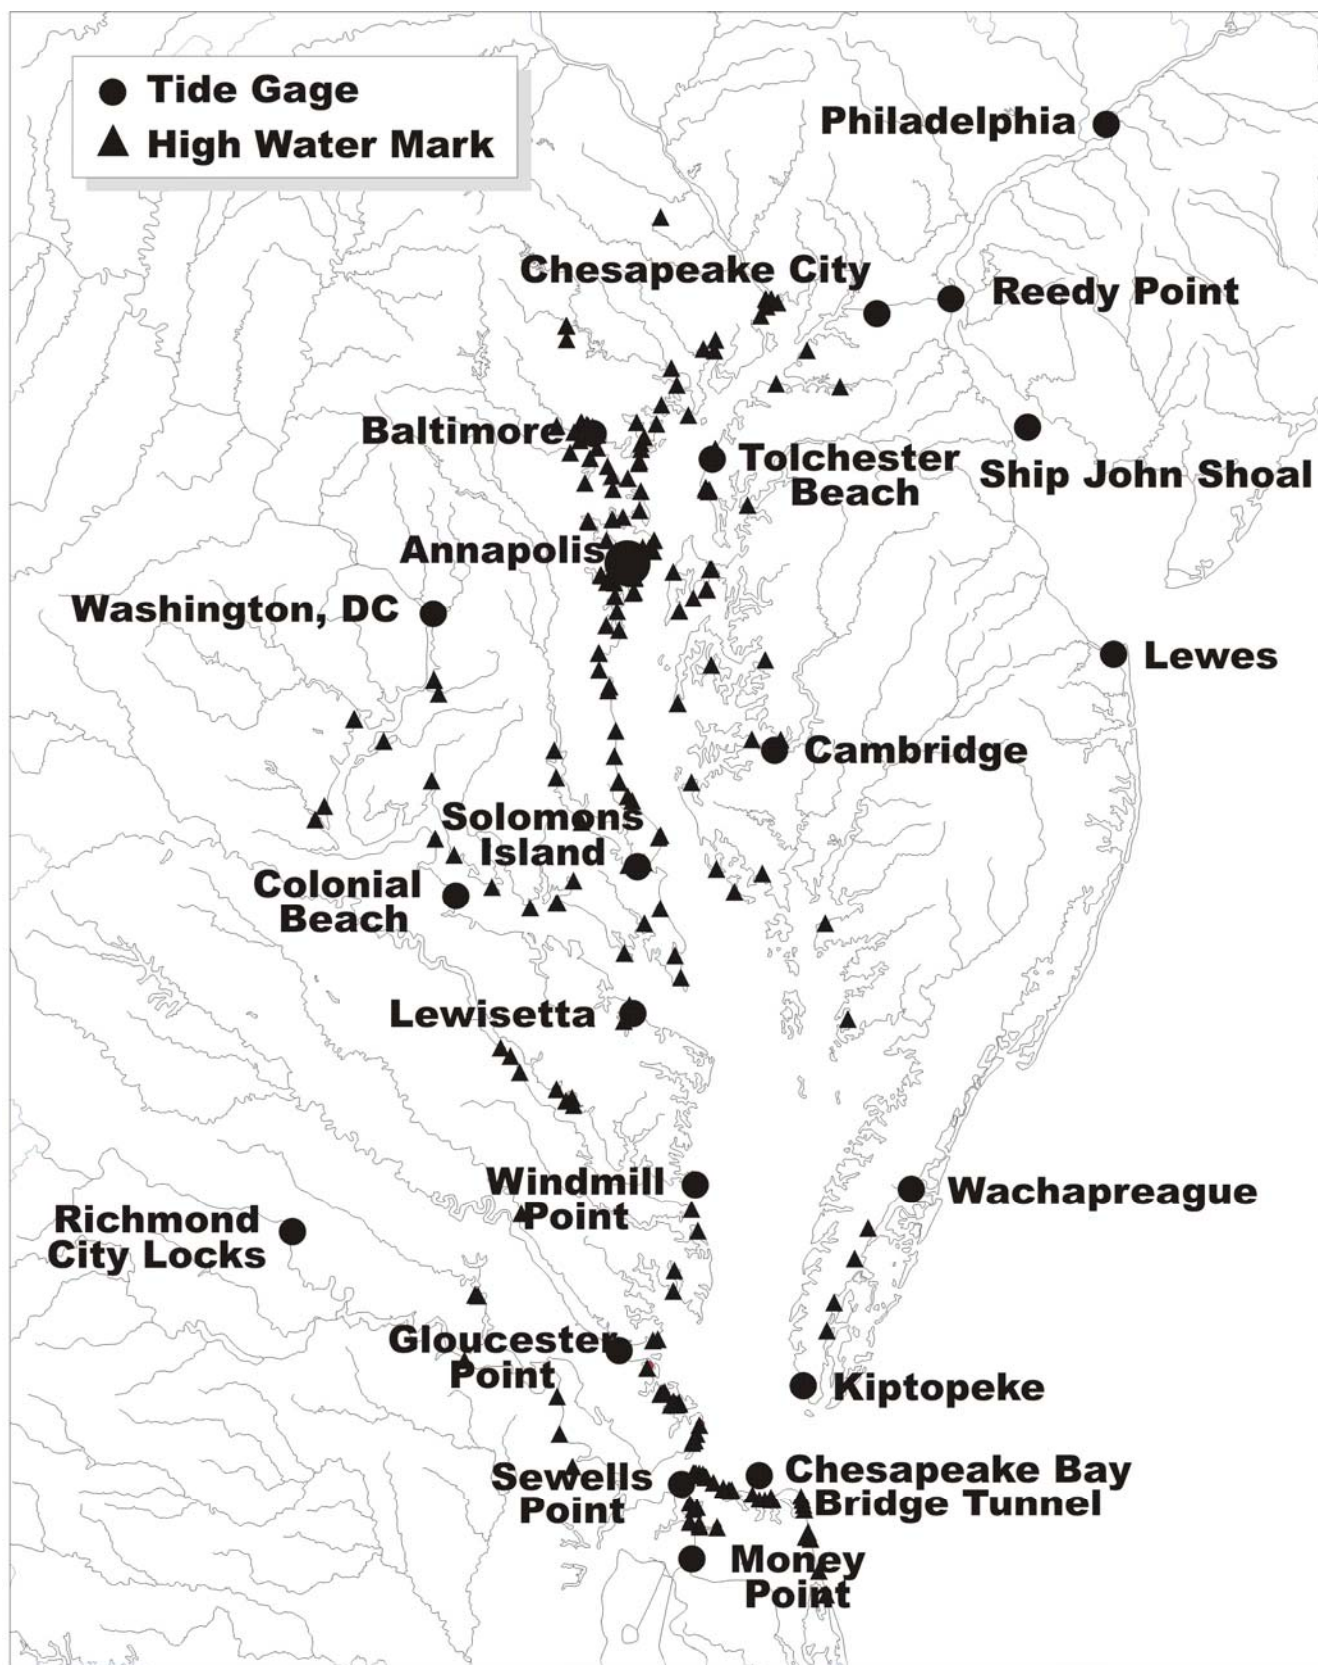 Tide Gage
High Water Mark
Philadelphia
Chesapeake City
Reedy Point
Baltimore
Tolchester
Beach
Ship John Shoal
Annapolis
Washington, DC
Lewes
Cambridge
Solomons
Island
Colonial
Beach
Lewisetta
Windmill
Point
Wachapreague
Richmond
City Locks
Gloucester
Point
Kiptopeke
Sewells
Point
Chesapeake Bay
Bridge Tunnel
Money
Point